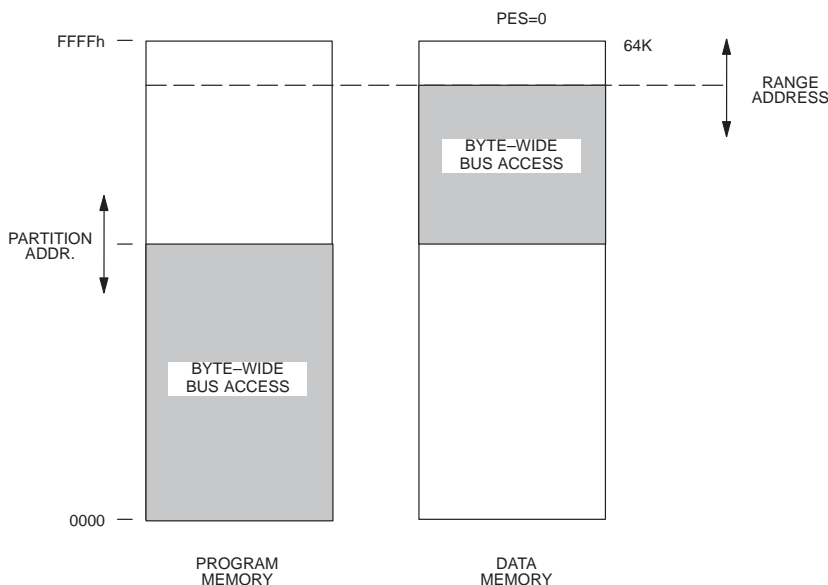 PES=0
FFFFh
64K
RANGE
ADDRESS
BYTE–WIDE
BUS ACCESS
PARTITION
ADDR.
BYTE–WIDE
BUS ACCESS
0000
PROGRAM
MEMORY
DATA
MEMORY